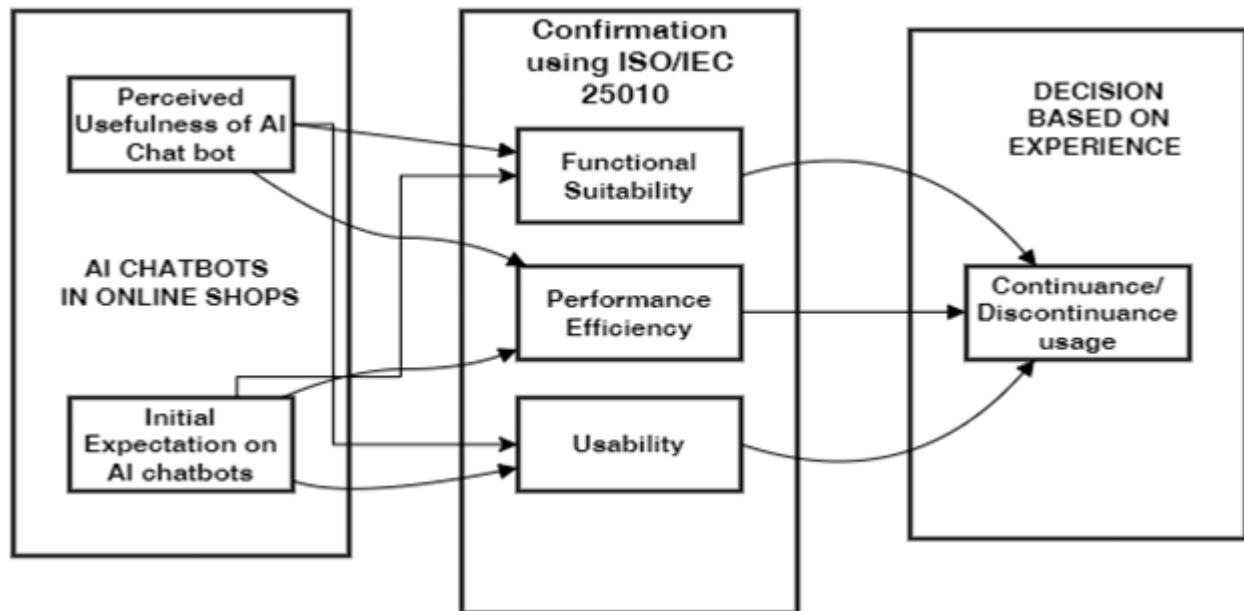 Perceived
Usefulness of AI
Chat bot
AI CHATBOTS
IN ONLINE SHOPS
Initial
Expectation on
AI chatbots
Confirmation
using ISO/IEC
25010
Functional
Suitability
Performance
Efficiency
Usability
DECISION
BASED ON
EXPERIENCE
Continuance/
Discontinuance
usage